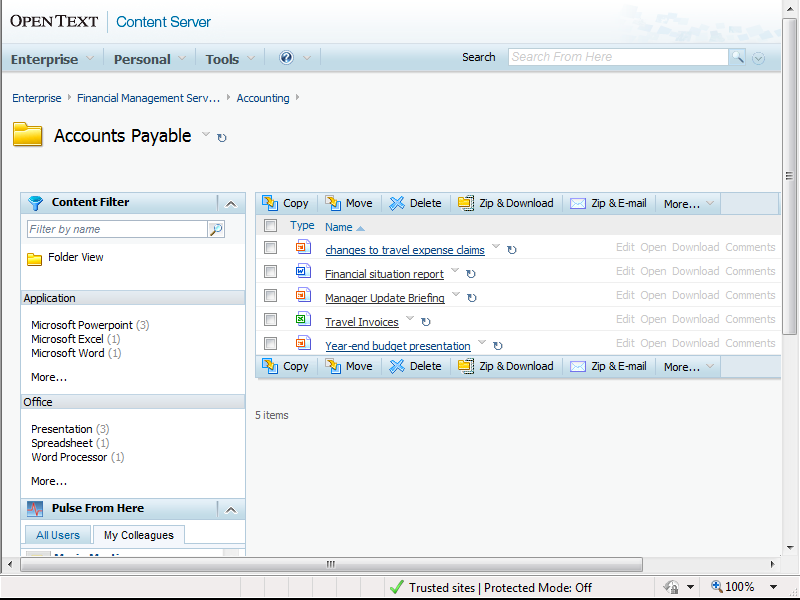 OPEN TEXT Content Server
Enterprise Personal Tools ? Search Search From Here
Enterprise Financial Management Serv... Accounting
Accounts Payable
Content Filter
Filter by name
Folder View
Application
Microsoft Powerpoint (3)
Microsoft Excel (1)
Microsoft Word (1)
More...
Office
Presentation (3)
Spreadsheet (1)
Word Processor (1)
More...
Pulse From Here
All Users My Colleagues
Copy Move Delete Zip & Download Zip & E-mail More...
Type Name
changes to travel expense claims Edit Open Download Comments
Financial situation report Edit Open Download Comments
Manager Update Briefing Edit Open Download Comments
Travel Invoices Edit Open Download Comments
Year-end budget presentation Edit Open Download Comments
Copy Move Delete Zip & Download Zip & E-mail More...
5 items
Trusted sites | Protected Mode: Off 100%